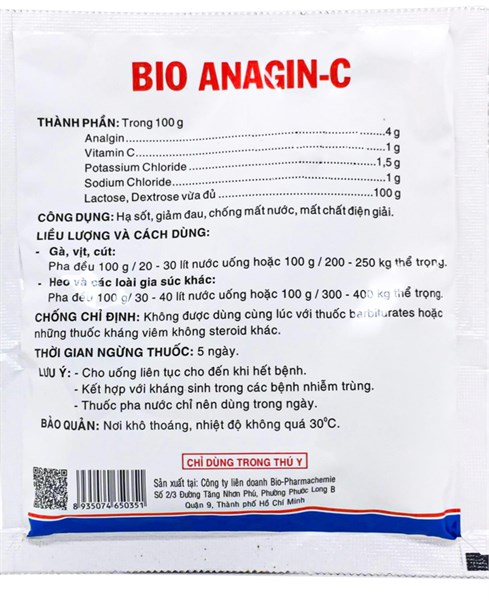 BIO ANAGIN-C
THÀNH PHẦN: Trong 100 g
Analgin........................................................4 g
Vitamin C.....................................................1 g
Potassium Chloride.....................................1,5 g
Sodium Chloride.........................................1 g
Lactose, Dextrose vừa đủ..............................100 g
CÔNG DỤNG: Hạ sốt, giảm đau, chống mất nước, mất chất điện giải.
LIỀU LƯỢNG VÀ CÁCH DÙNG:
- Gà, vịt, cút:
Pha đều 100 g / 20 - 30 lít nước uống hoặc 100 g / 200 - 250 kg thể trọng.
- Heo và các loài gia súc khác:
Pha đều 100 g/ 30 - 40 lít nước uống hoặc 100 g / 300 - 400 kg thể trọng.
CHỐNG CHỈ ĐỊNH: Không được dùng cùng lúc với thuốc barbiturates hoặc
những thuốc kháng viêm không steroid khác.
THỜI GIAN NGỪNG THUỐC: 5 ngày.
LƯU Ý: - Cho uống liên tục cho đến khi hết bệnh.
- Kết hợp với kháng sinh trong các bệnh nhiễm trùng.
- Thuốc pha nước chỉ nên dùng trong ngày.
BẢO QUẢN: Nơi khô thoáng, nhiệt độ không quá 30°C.
CHỈ DÙNG TRONG THÚ Y
Sản xuất tại: Công ty liên doanh Bio-Pharmachemie
Số 2/3 Đường Tăng Nhơn Phú, Phường Phước Long B
Quận 9, Thành phố Hồ Chí Minh
8 935074 650351